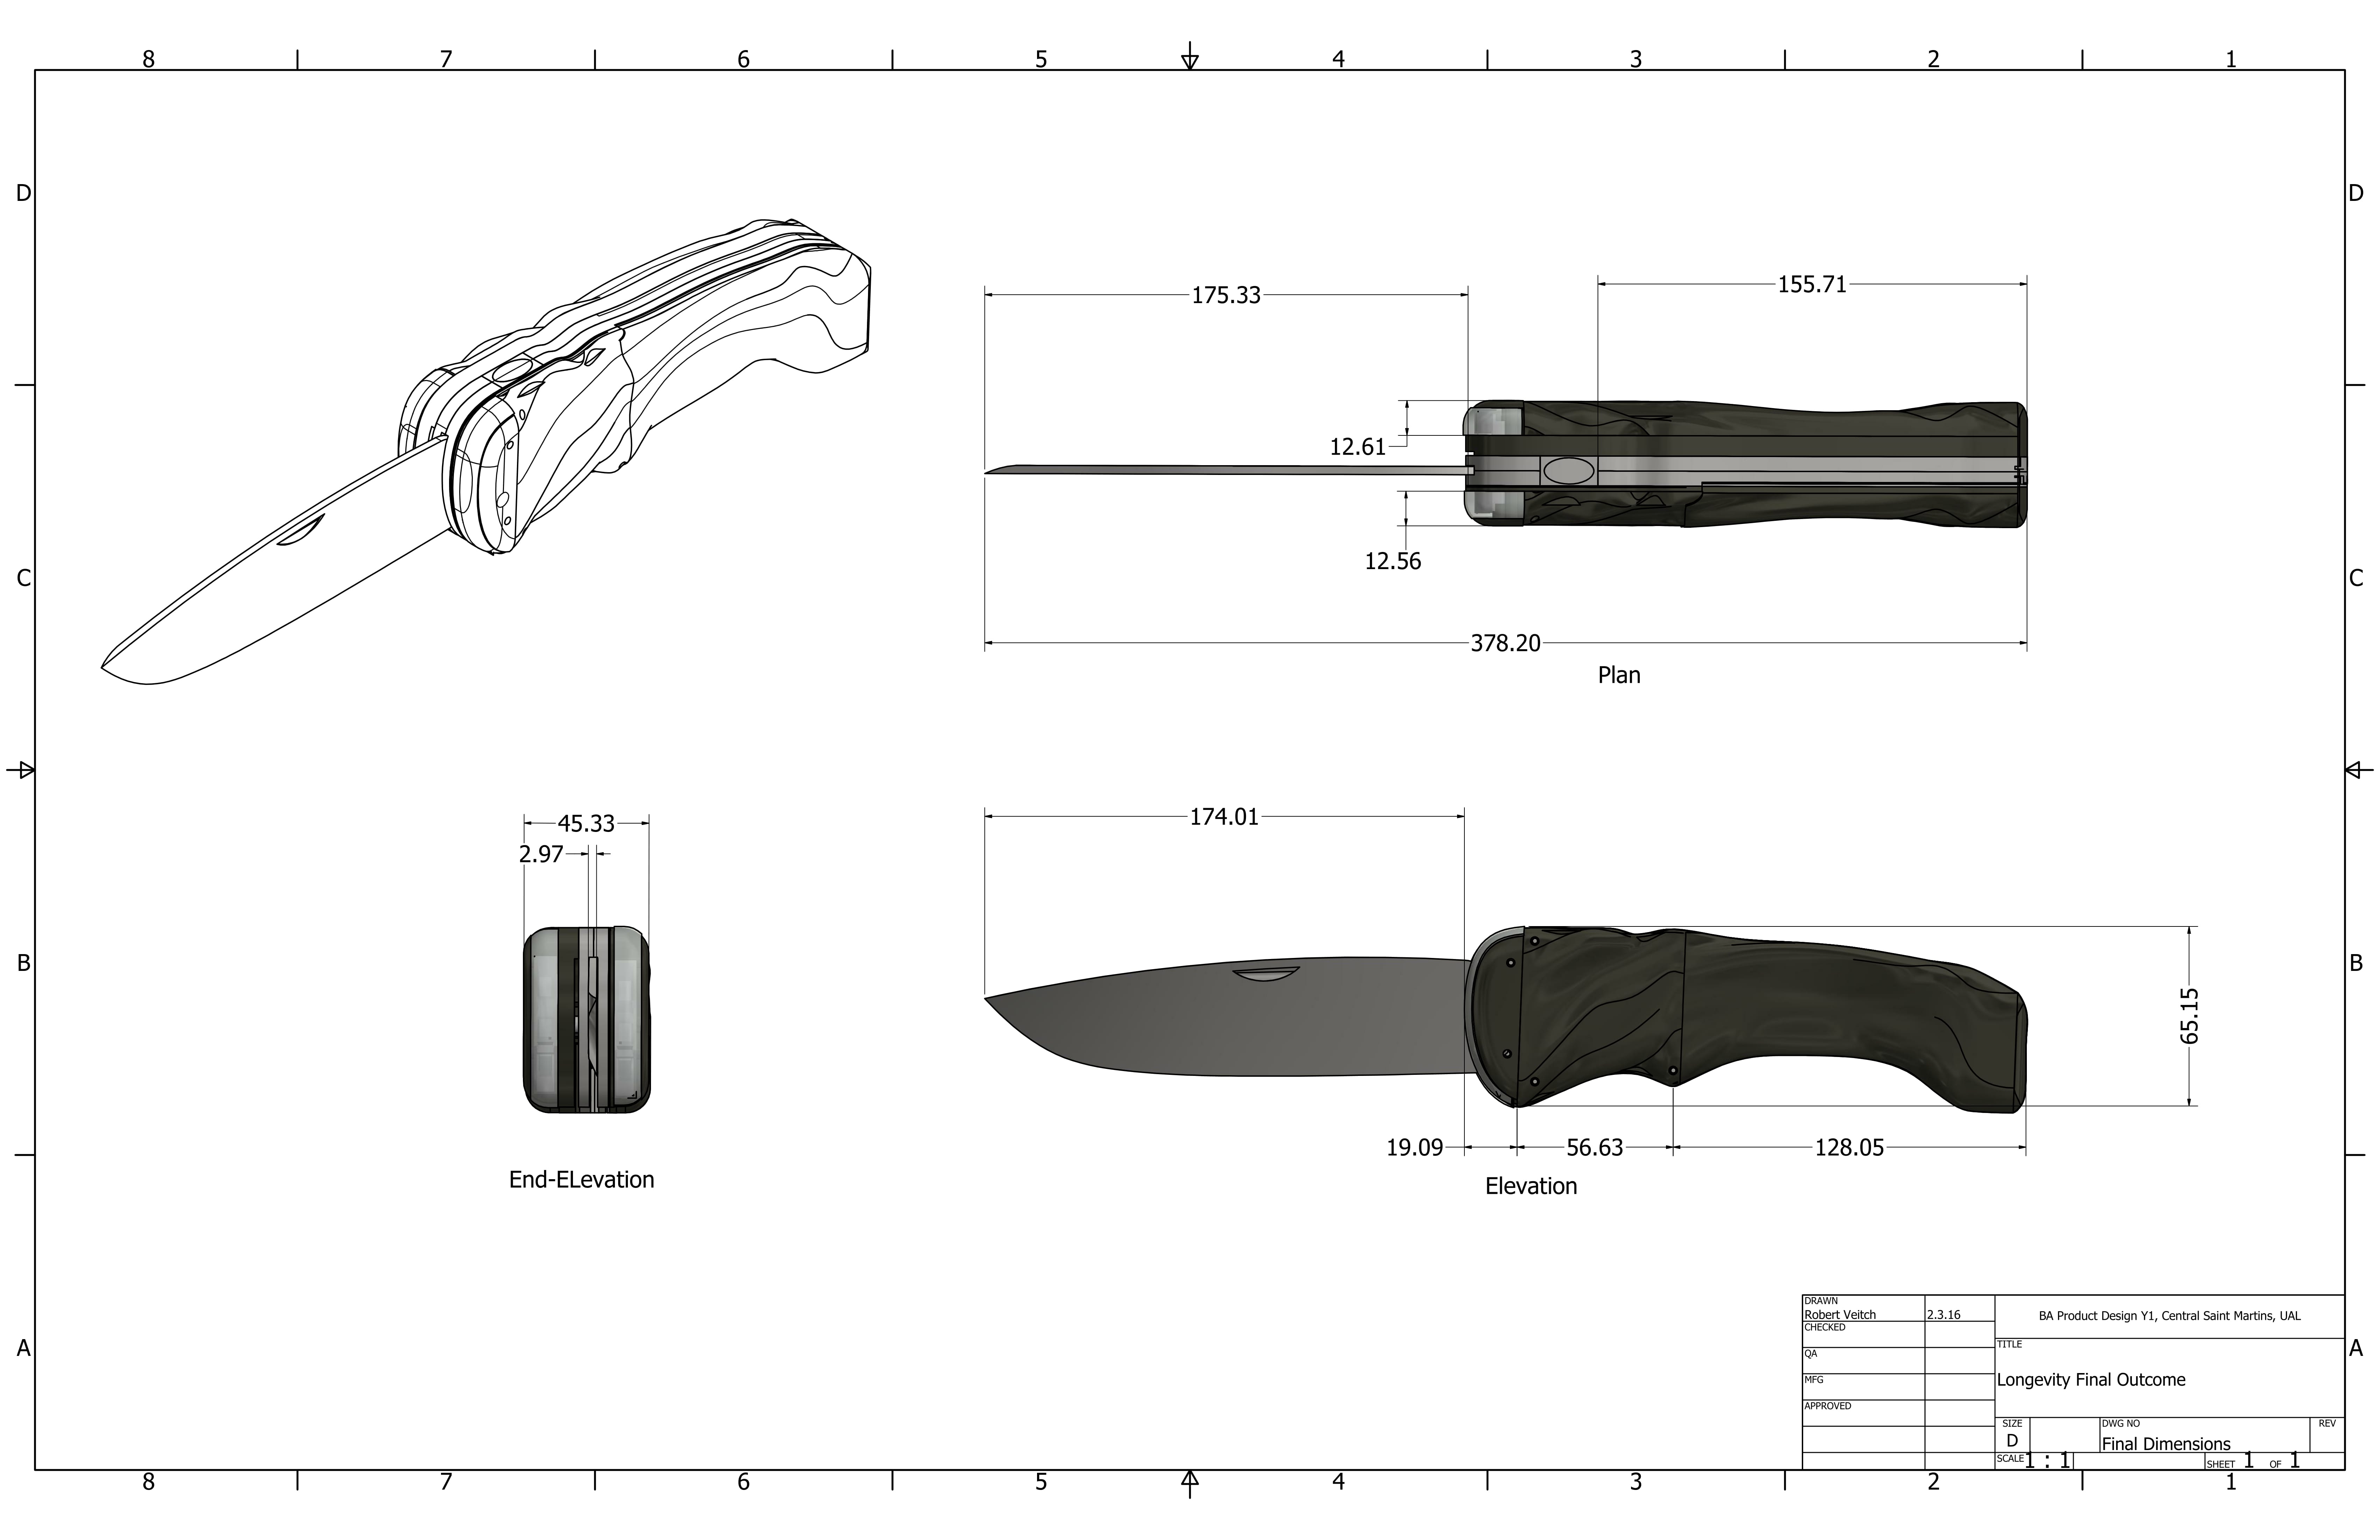 8 7 6 5 4 3 2 1
D D
175.33
155.71
12.61
12.56
C C
378.20
Plan
174.01
45.33
2.97
B B
65.15
19.09 56.63 128.05
End-ELevation
Elevation
DRAWN
Robert Veitch 2.3.16
BA Product Design Y1, Central Saint Martins, UAL
CHECKED
TITLE
A A
QA
MFG
Longevity Final Outcome
APPROVED
SIZE DWG NO REV
D Final Dimensions
SCALE 1 : 1 SHEET 1 OF 1
8 7 6 5 4 3 2 1